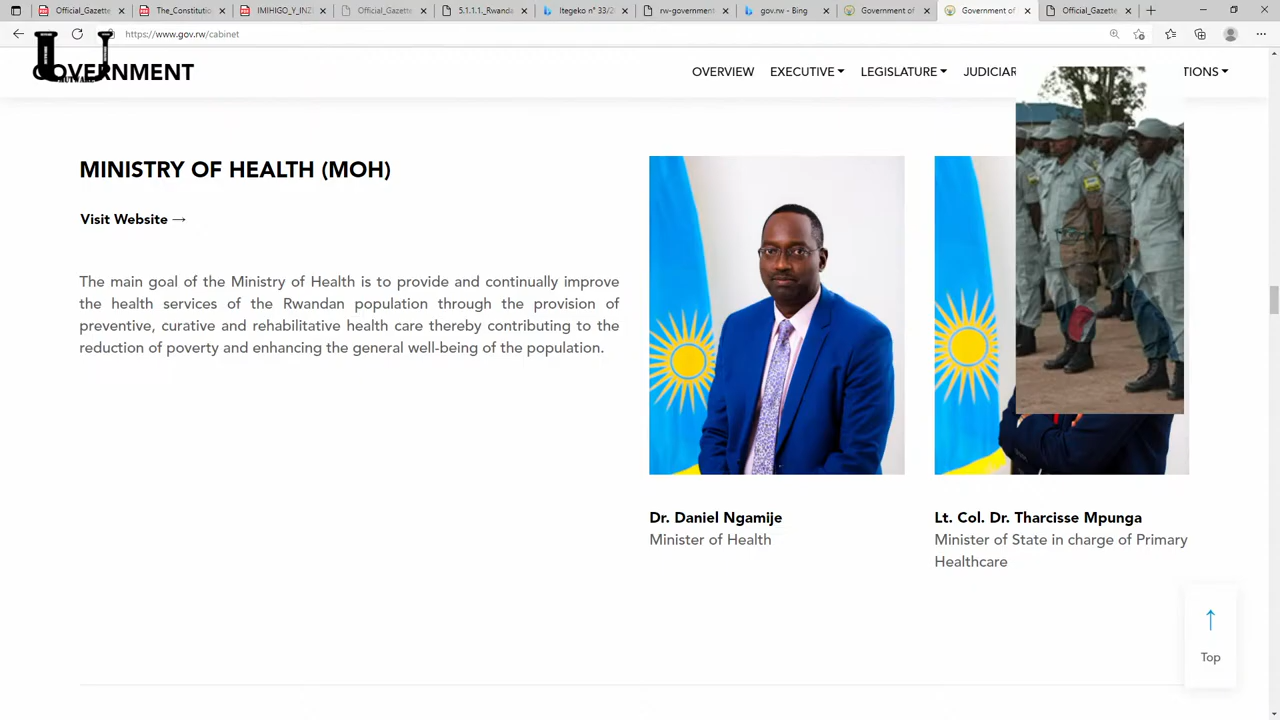 Official_Gazette
The_Constitutio
IMIHIGO_Y_INZ
Official_Gazette
5.1.1.1_Rwanda
Itegeko n° 33/2
rw-government
gov.rw - Bing
Government of
Government of
Official_Gazette
https://www.gov.rw/cabinet
GOVERNMENT
OVERVIEW
EXECUTIVE
LEGISLATURE
JUDICIAR
TIONS
MINISTRY OF HEALTH (MOH)
Visit Website →
The main goal of the Ministry of Health is to provide and continually improve
the health services of the Rwandan population through the provision of
preventive, curative and rehabilitative health care thereby contributing to the
reduction of poverty and enhancing the general well-being of the population.
Dr. Daniel Ngamije
Minister of Health
Lt. Col. Dr. Tharcisse Mpunga
Minister of State in charge of Primary
Healthcare
Top